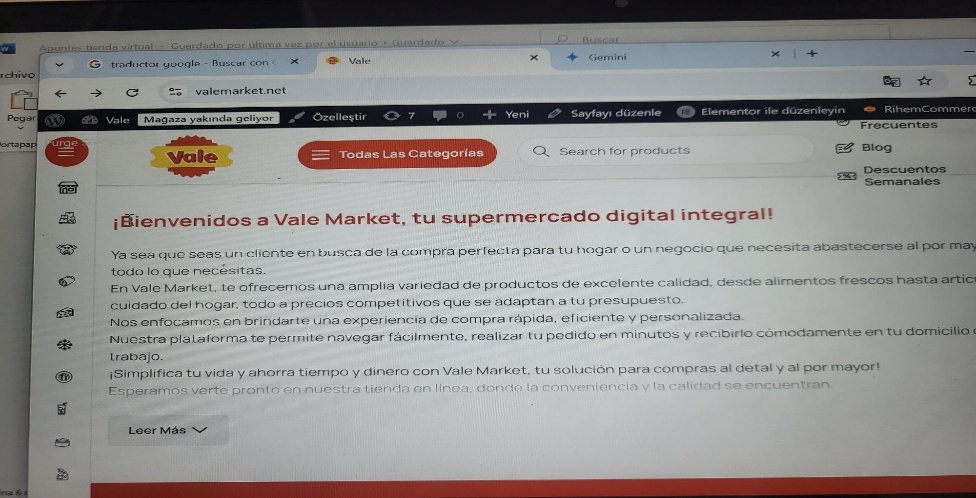 Apuntes tienda virtual - Guardado por última vez por el usuario • Guardado
Buscar
traductor google - Buscar con
Vale
Gemini
rchivo
valemarket.net
Pegar
ortapap
Vale
Mağaza yakında geliyor
Özelleştir
7
0
Yeni
Sayfayı düzenle
Elementor ile düzenleyin
RihemCommerc
urge
Vale
Todas Las Categorías
Search for products
Frecuentes
Blog
Descuentos
Semanales
¡Bienvenidos a Vale Market, tu supermercado digital integral!
Ya sea que seas un cliente en busca de la compra perfecta para tu hogar o un negocio que necesita abastecerse al por may
todo lo que necesitas.
En Vale Market, te ofrecemos una amplia variedad de productos de excelente calidad, desde alimentos frescos hasta artíc
cuidado del hogar, todo a precios competitivos que se adaptan a tu presupuesto.
Nos enfocamos en brindarte una experiencia de compra rápida, eficiente y personalizada.
Nuestra plataforma te permite navegar fácilmente, realizar tu pedido en minutos y recibirlo cómodamente en tu domicilio
trabajo.
¡Simplifica tu vida y ahorra tiempo y dinero con Vale Market, tu solución para compras al detal y al por mayor!
Esperamos verte pronto en nuestra tienda en línea, donde la conveniencia y la calidad se encuentran.
Leer Más